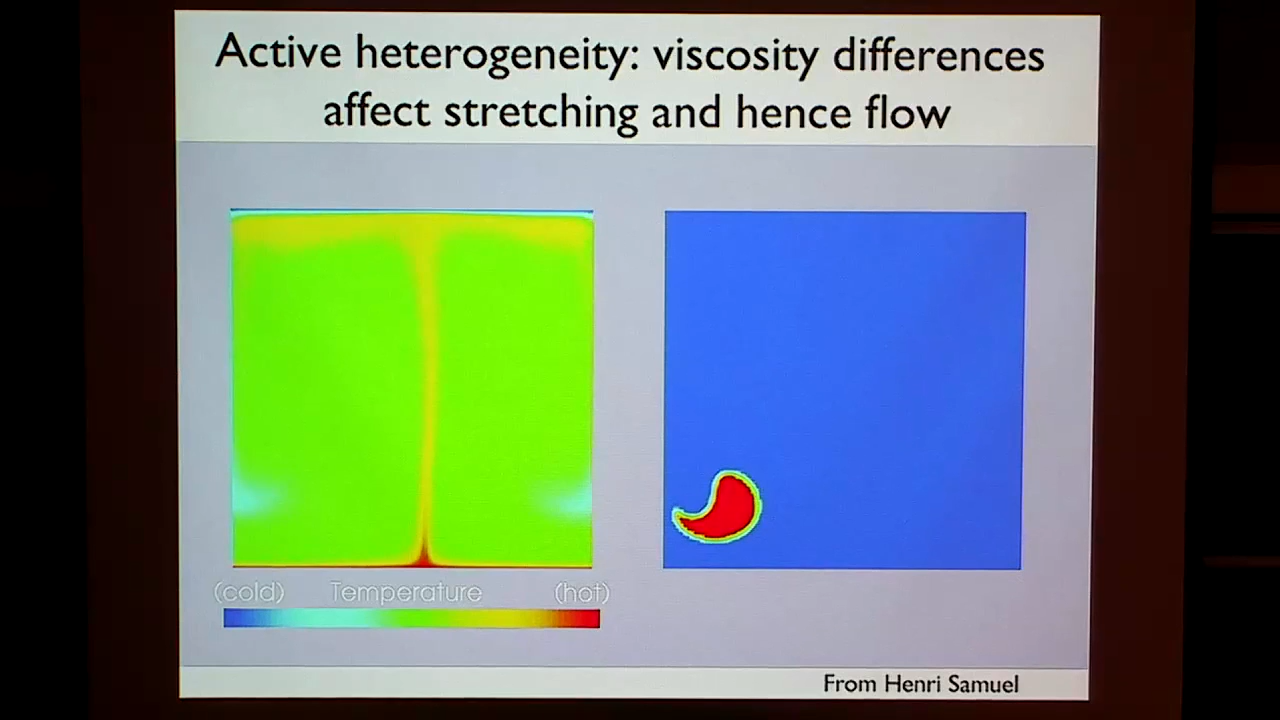 Active heterogeneity: viscosity differences
affect stretching and hence flow
(cold) Temperature (hot)
From Henri Samuel